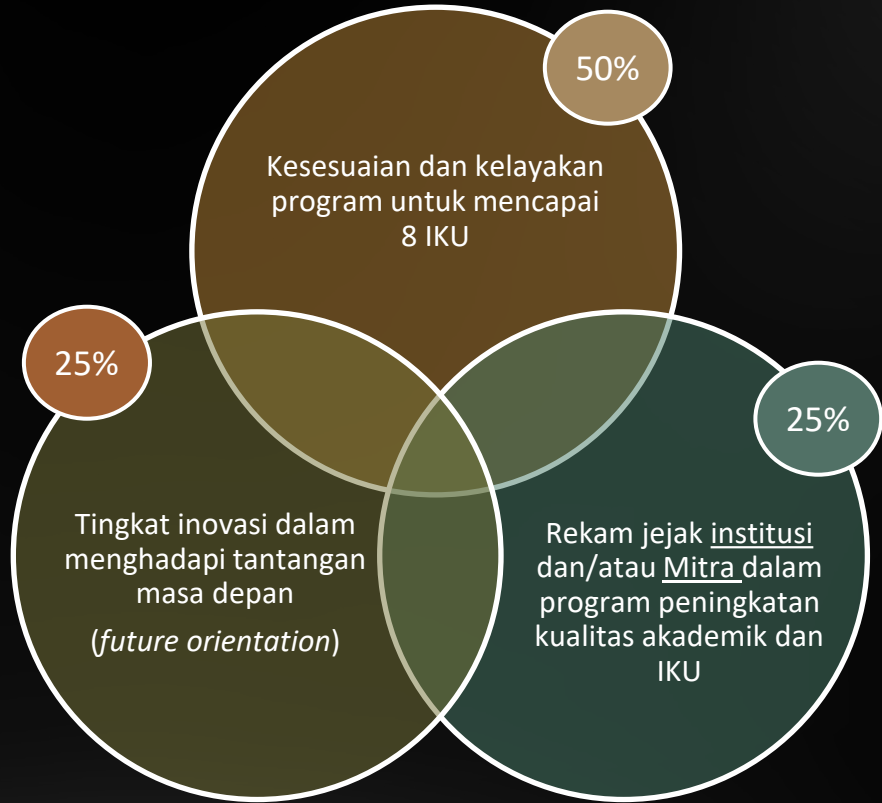 50%
Kesesuaian dan kelayakan
program untuk mencapai
8 IKU
25%
Tingkat inovasi dalam
menghadapi tantangan
masa depan
(future orientation)
25%
Rekam jejak institusi
dan/atau Mitra dalam
program peningkatan
kualitas akademik dan
IKU